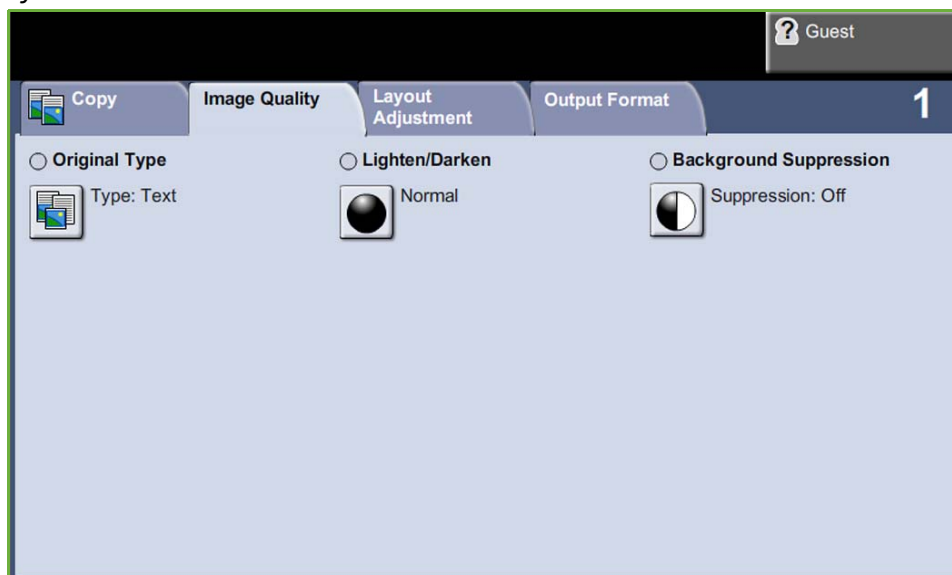 ? Guest
Copy
Image Quality
Layout
Adjustment
Output Format
1
Original Type
Lighten/Darken
Background Suppression
Type: Text
Normal
Suppression: Off